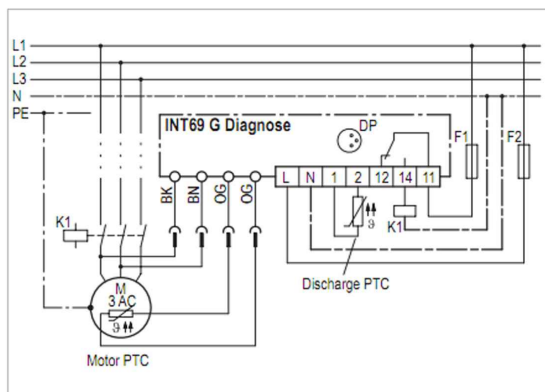 L1
L2
L3
N
PE
INT69 G Diagnose
DP
F1
F2
BK
BN
OG
OG
L N 1 2 12 14 11
K1
K1
ϑ
Discharge PTC
M
3 AC
ϑ
Motor PTC